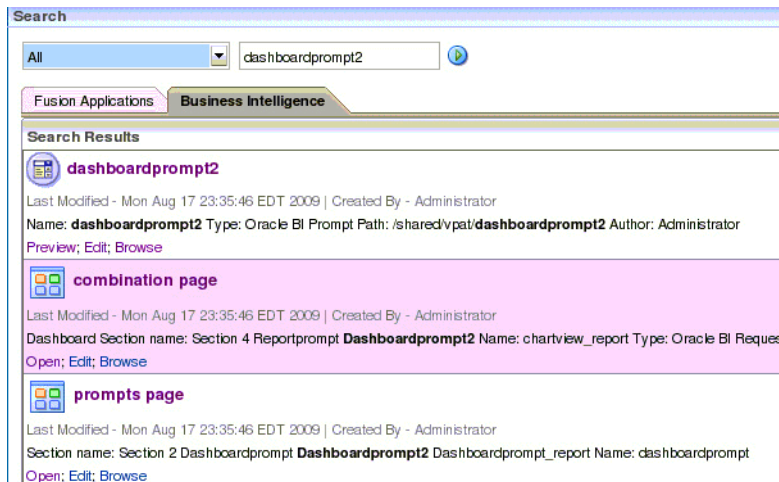 Search
All dashboardprompt2
Fusion Applications Business Intelligence
Search Results
dashboardprompt2
Last Modified - Mon Aug 17 23:35:46 EDT 2009 | Created By - Administrator
Name: dashboardprompt2 Type: Oracle BI Prompt Path: /shared/vpat/dashboardprompt2 Author: Administrator
Preview; Edit; Browse
combination page
Last Modified - Mon Aug 17 23:35:46 EDT 2009 | Created By - Administrator
Dashboard Section name: Section 4 Reportprompt Dashboardprompt2 Name: chartview_report Type: Oracle BI Reques
Open; Edit; Browse
prompts page
Last Modified - Mon Aug 17 23:35:46 EDT 2009 | Created By - Administrator
Section name: Section 2 Dashboardprompt Dashboardprompt2 Dashboardprompt_report Name: dashboardprompt
Open; Edit; Browse